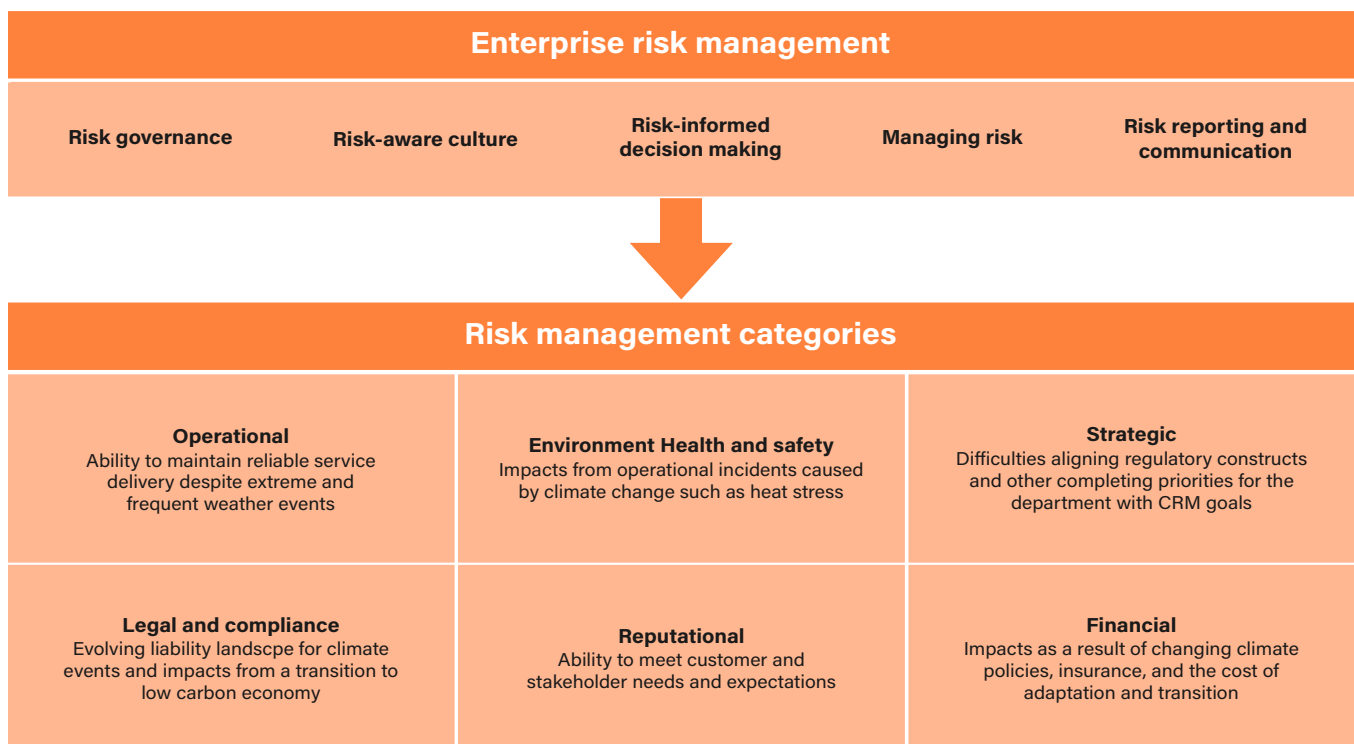 Enterprise risk management
Risk governance
Risk-aware culture
Risk-informed
decision making
Managing risk
Risk reporting and
communication
Risk management categories
Operational
Ability to maintain reliable service
delivery despite extreme and
frequent weather events
Environment Health and safety
Impacts from operational incidents caused
by climate change such as heat stress
Strategic
Difficulties aligning regulatory constructs
and other completing priorities for the
department with CRM goals
Legal and compliance
Evolving liability landscpe for climate
events and impacts from a transition to
low carbon economy
Reputational
Ability to meet customer and
stakeholder needs and expectations
Financial
Impacts as a result of changing climate
policies, insurance, and the cost of
adaptation and transition